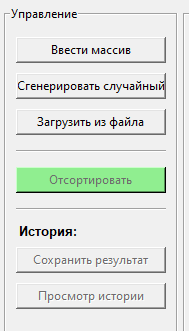 Управление
Ввести массив
Сгенерировать случайный
Загрузить из файла
Отсортировать
История:
Сохранить результат
Просмотр истории